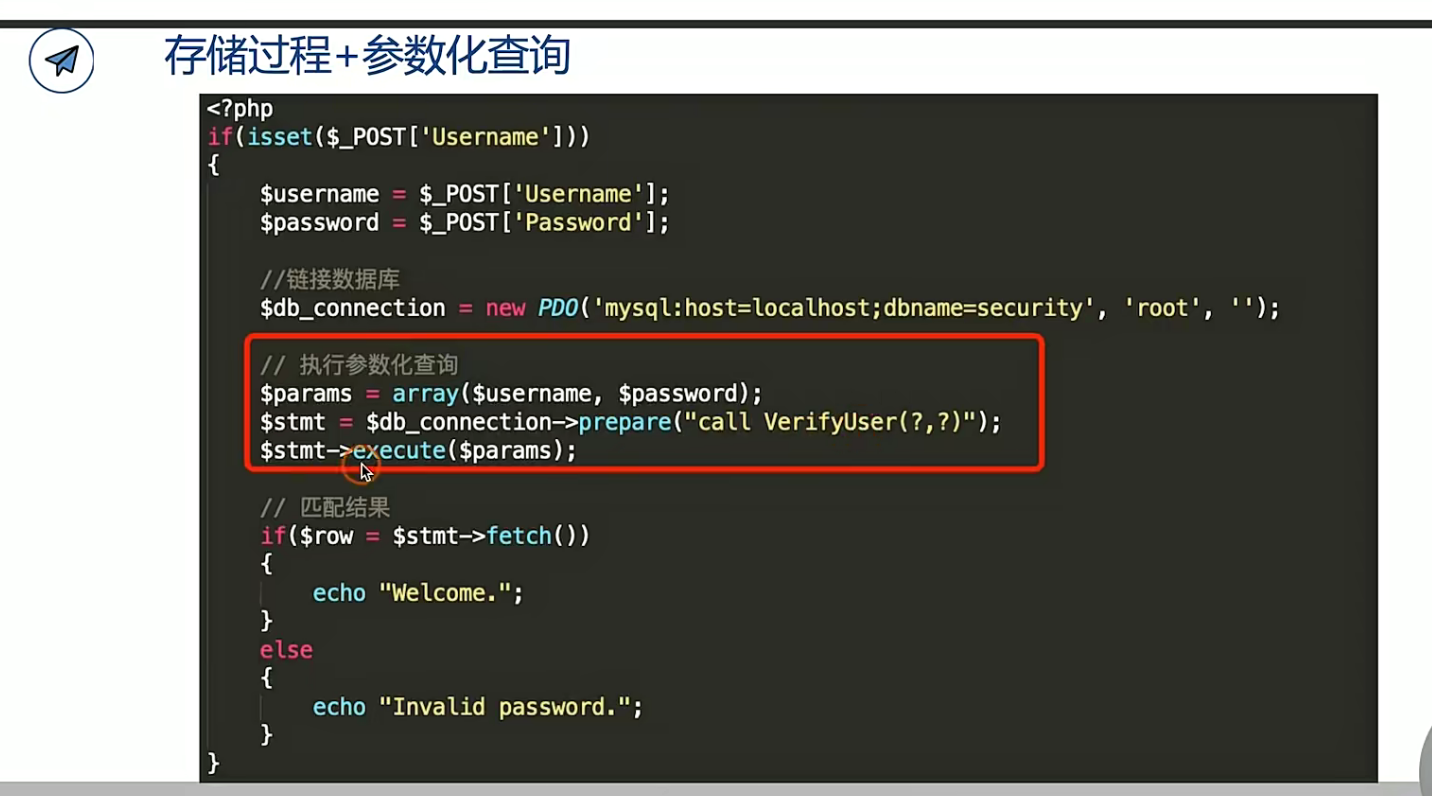 存储过程+参数化查询
<?php
if(isset($_POST['Username']))
{
$username = $_POST['Username'];
$password = $_POST['Password'];
//链接数据库
$db_connection = new PDO('mysql:host=localhost;dbname=security', 'root', '');
// 执行参数化查询
$params = array($username, $password);
$stmt = $db_connection->prepare("call VerifyUser(?,?)");
$stmt->execute($params);
// 匹配结果
if($row = $stmt->fetch())
{
echo "Welcome.";
}
else
{
echo "Invalid password.";
}
}